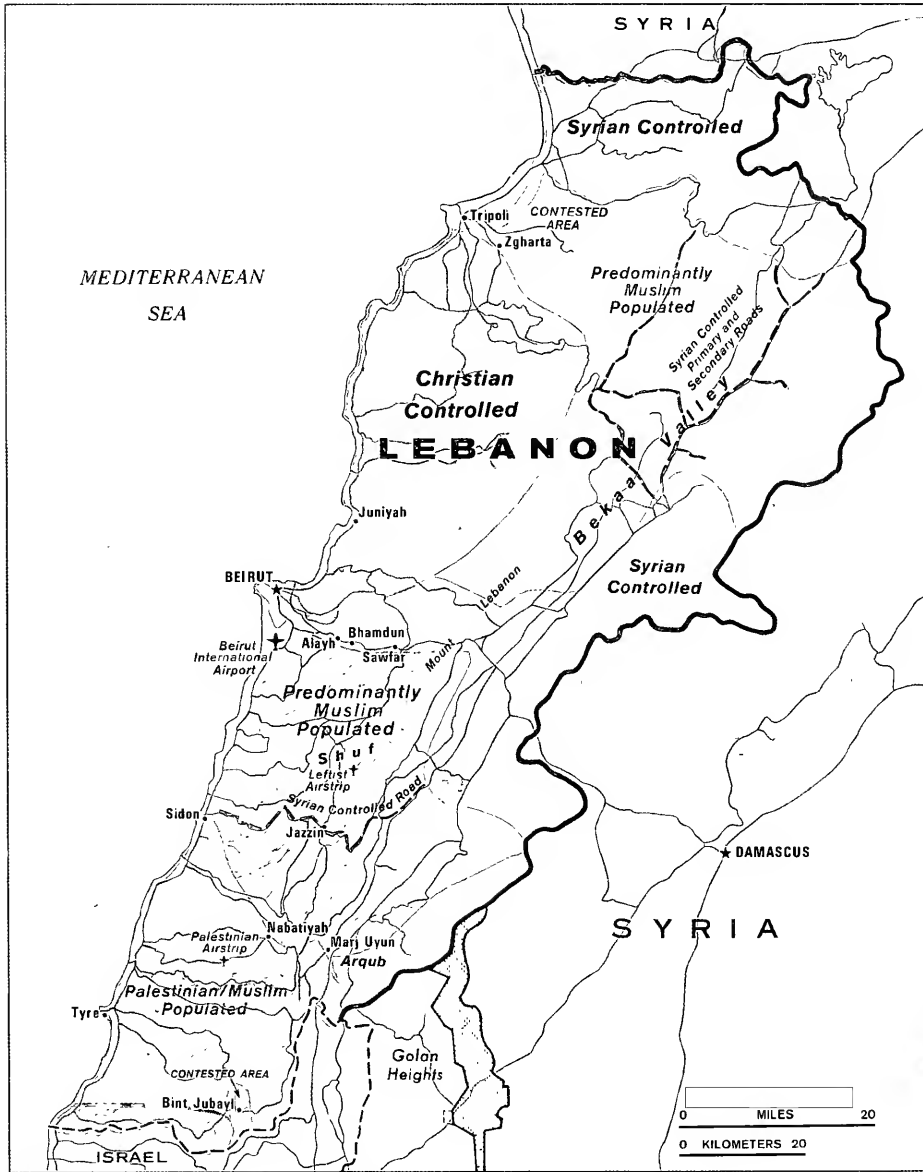 SYRIA
Syrian Controlled
Tripoli
CONTESTED
AREA
Zgharta
MEDITERRANEAN
SEA
Predominantly
Muslim
Populated
Syrian Controlled
Primary and
Secondary Roads
Christian
Controlled
LEBANON
Bekaa Valley
Juniyah
BEIRUT
Syrian
Controlled
Mount Lebanon
Alayh
Bhamdun
Sawfar
Beirut
International
Airport
Predominantly
Muslim
Populated
Shuf
Leftist
Airstrip
Syrian Controlled Road
Sidon
Jazzin
DAMASCUS
SYRIA
Nabatiyah
Palestinian
Airstrip
Marj Uyun
Arqub
Palestinian/Muslim
Populated
Tyre
Golan
Heights
CONTESTED AREA
Bint Jubayl
ISRAEL
0 MILES 20
0 KILOMETERS 20